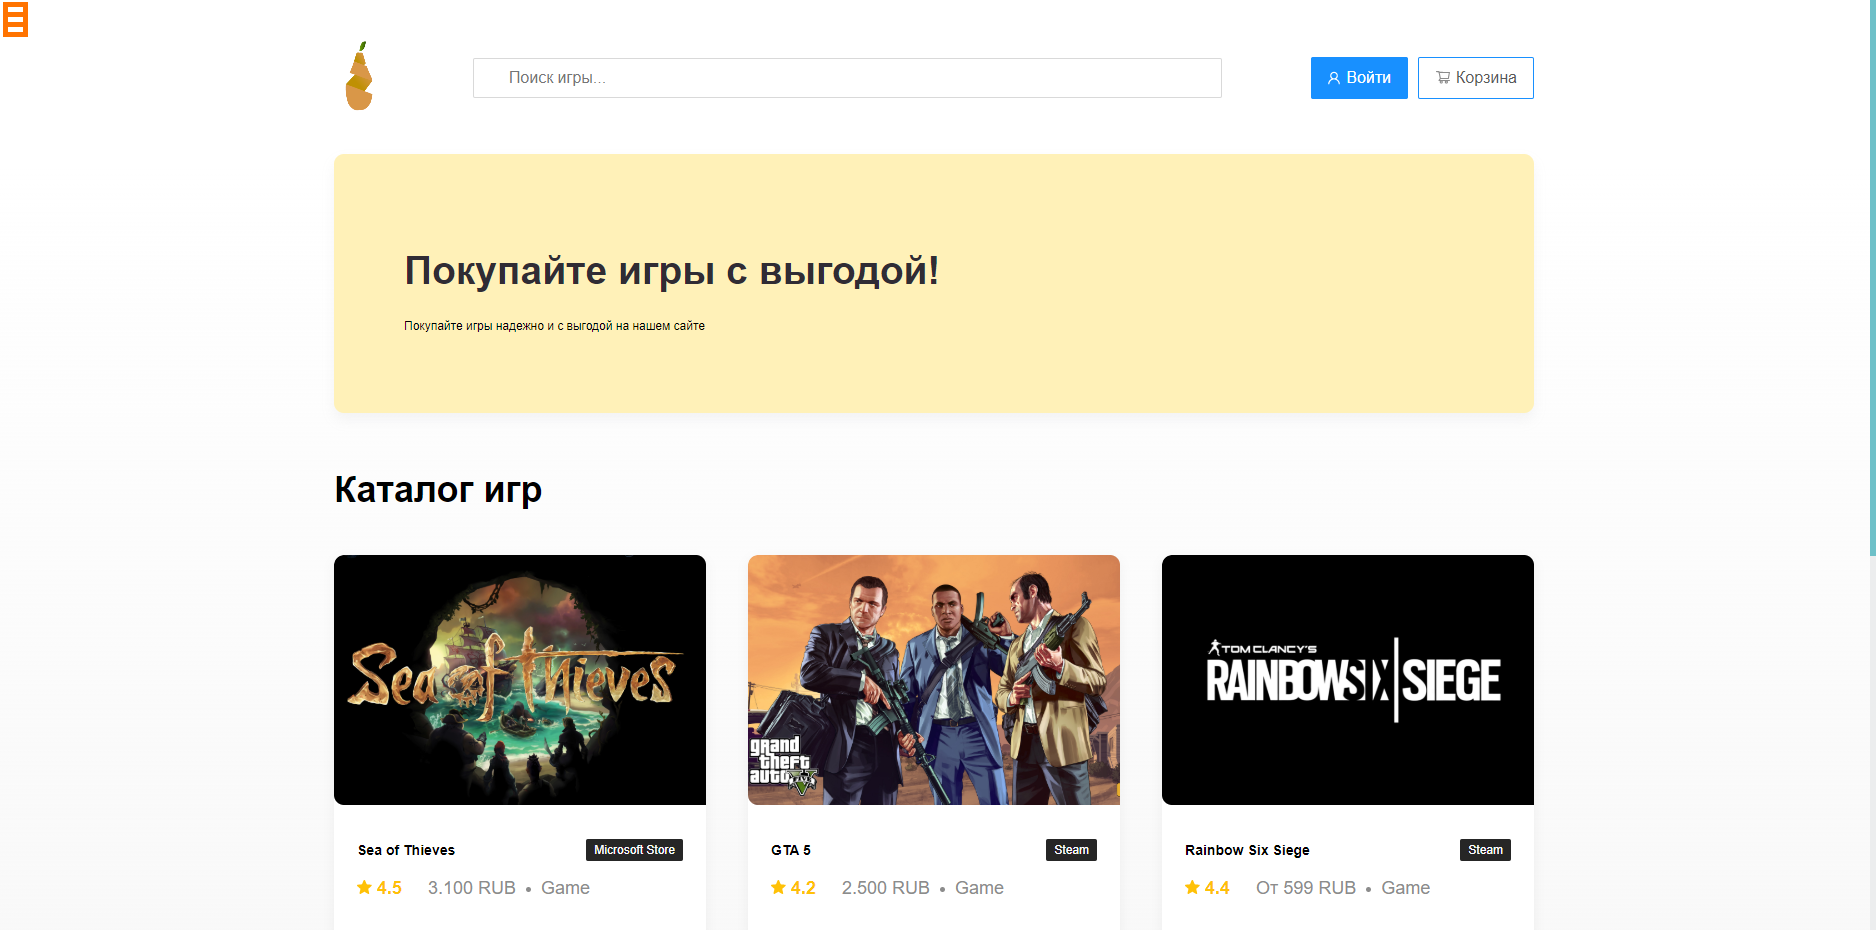 Поиск игры...
Войти
Корзина
Покупайте игры с выгодой!
Покупайте игры надежно и с выгодой на нашем сайте
Каталог игр
Sea of Thieves
grand
theft
auto
V
TOM CLANCY'S
RAINBOWSIX SIEGE
Sea of Thieves Microsoft Store
4.5 3.100 RUB • Game
GTA 5 Steam
4.2 2.500 RUB • Game
Rainbow Six Siege Steam
4.4 От 599 RUB • Game